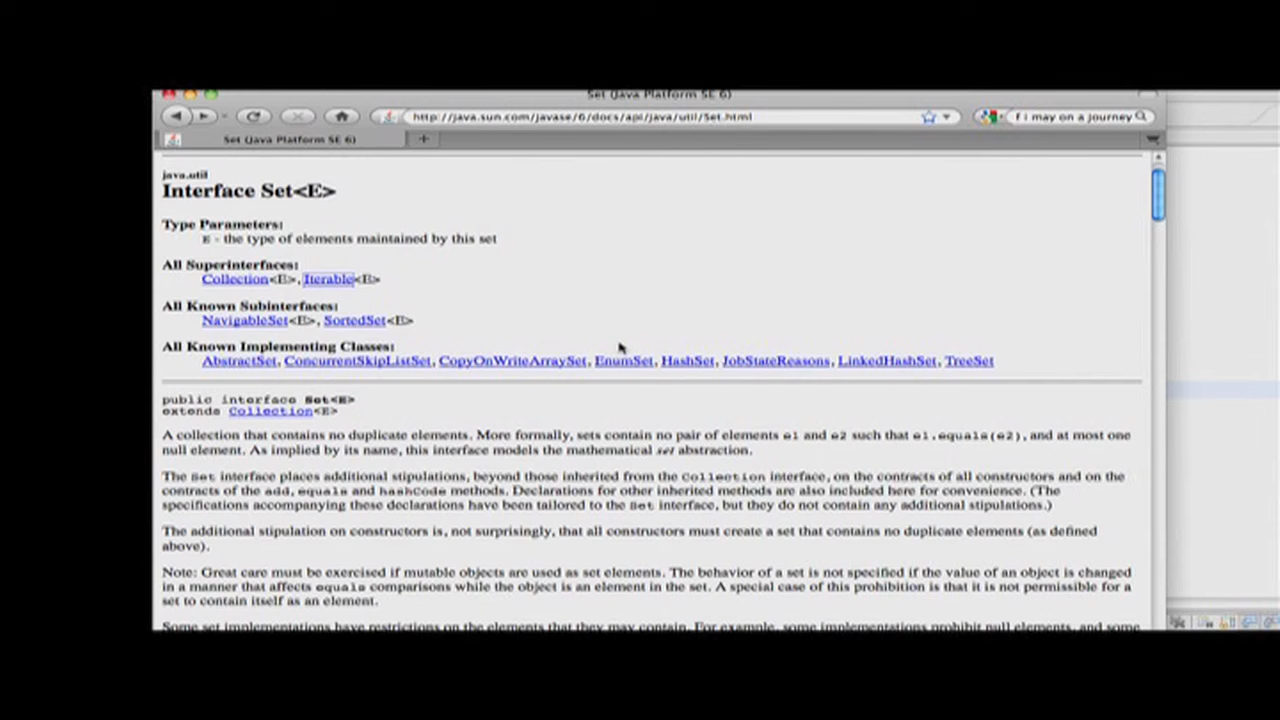 Set (Java Platform SE 6)
http://java.sun.com/javase/6/docs/api/java/util/Set.html
f i may on a journey
Set (Java Platform SE 6)
java.util
Interface Set<E>
Type Parameters:
E - the type of elements maintained by this set
All Superinterfaces:
Collection<E>, Iterable<E>
All Known Subinterfaces:
NavigableSet<E>, SortedSet<E>
All Known Implementing Classes:
AbstractSet, ConcurrentSkipListSet, CopyOnWriteArraySet, EnumSet, HashSet, JobStateReasons, LinkedHashSet, TreeSet
public interface Set<E>
extends Collection<E>
A collection that contains no duplicate elements. More formally, sets contain no pair of elements e1 and e2 such that e1.equals(e2), and at most one
null element. As implied by its name, this interface models the mathematical set abstraction.
The Set interface places additional stipulations, beyond those inherited from the Collection interface, on the contracts of all constructors and on the
contracts of the add, equals and hashCode methods. Declarations for other inherited methods are also included here for convenience. (The
specifications accompanying these declarations have been tailored to the Set interface, but they do not contain any additional stipulations.)
The additional stipulation on constructors is, not surprisingly, that all constructors must create a set that contains no duplicate elements (as defined
above).
Note: Great care must be exercised if mutable objects are used as set elements. The behavior of a set is not specified if the value of an object is changed
in a manner that affects equals comparisons while the object is an element in the set. A special case of this prohibition is that it is not permissible for a
set to contain itself as an element.
Some set implementations have restrictions on the elements that they may contain. For example, some implementations prohibit null elements, and some